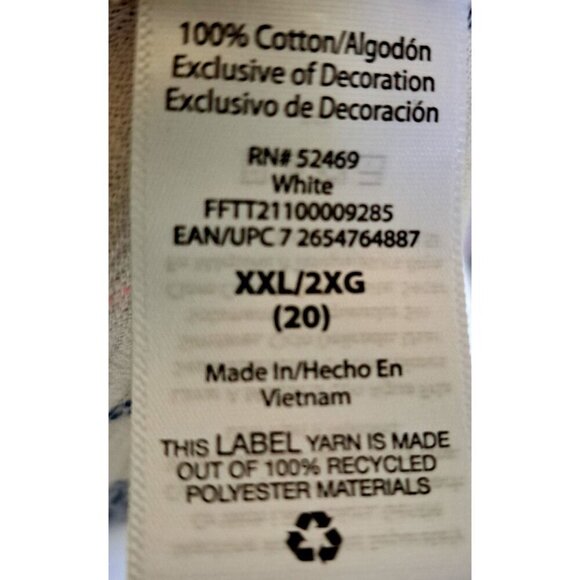 100% Cotton/Algodón
Exclusive of Decoration
Exclusivo de Decoración
RN# 52469
White
FFTT21100009285
EAN/UPC 7 2654764887
XXL/2XG
(20)
Made In/Hecho En
Vietnam
THIS LABEL YARN IS MADE
OUT OF 100% RECYCLED
POLYESTER MATERIALS